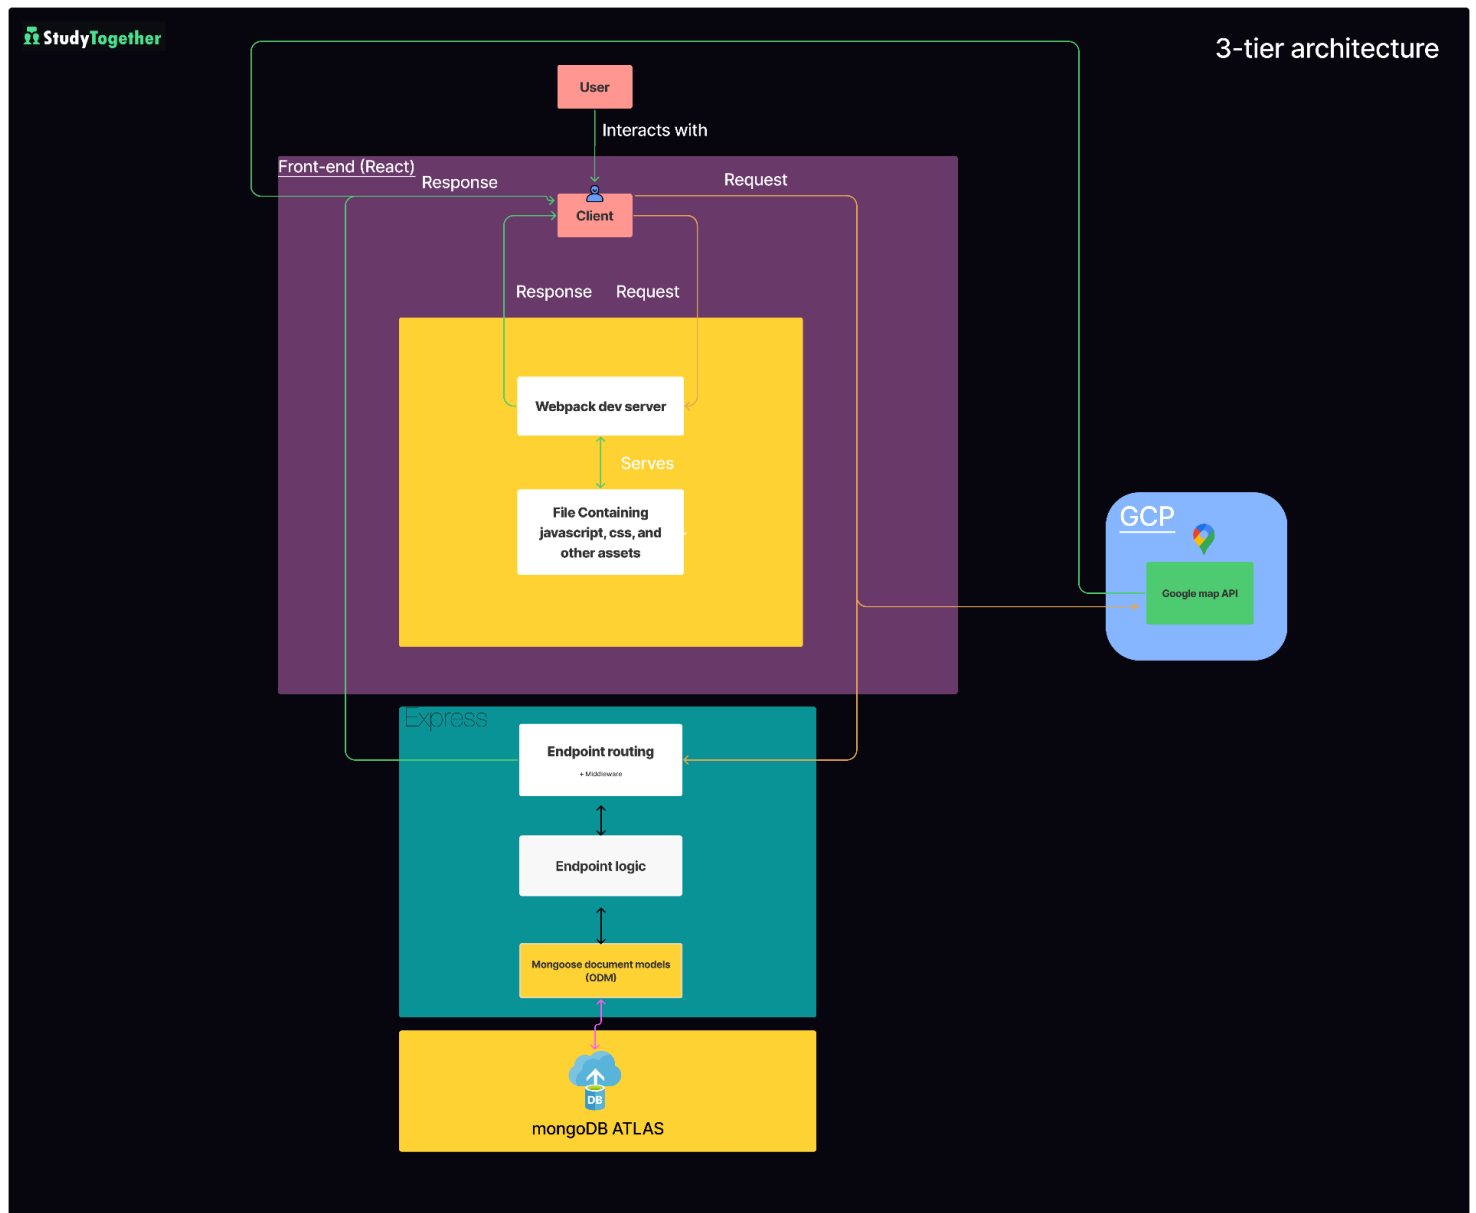 StudyTogether
3-tier architecture
User
Interacts with
Front-end (React)
Response
Request
Client
Response
Request
Webpack dev server
Serves
File Containing
javascript, css, and
other assets
GCP
Google map API
Express
Endpoint routing
+ Middleware
Endpoint logic
Mongoose document models
(ODM)
DB
mongoDB ATLAS